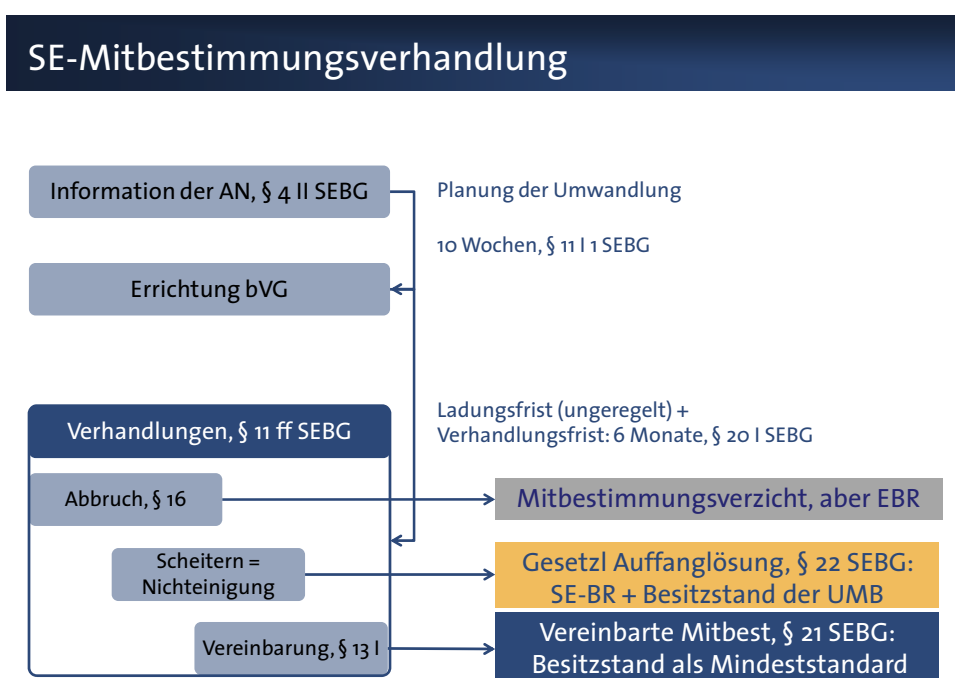 SE-Mitbestimmungsverhandlung
Information der AN, § 4 II SEBG
Planung der Umwandlung
10 Wochen, § 11 I 1 SEBG
Errichtung bVG
Ladungsfrist (ungeregelt) +
Verhandlungsfrist: 6 Monate, § 20 I SEBG
Verhandlungen, § 11 ff SEBG
Abbruch, § 16
Mitbestimmungsverzicht, aber EBR
Scheitern =
Nichteinigung
Gesetzl Auffanglösung, § 22 SEBG:
SE-BR + Besitzstand der UMB
Vereinbarung, § 13 I
Vereinbarte Mitbest, § 21 SEBG:
Besitzstand als Mindeststandard